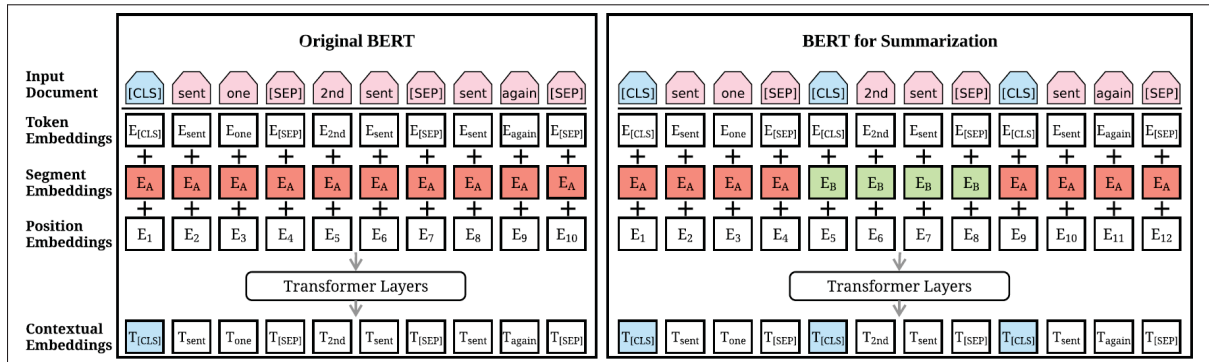 Original BERT BERT for Summarization
Input Document [CLS] sent one [SEP] 2nd sent [SEP] sent again [SEP] [CLS] sent one [SEP] [CLS] 2nd sent [SEP] [CLS] sent again [SEP]
Token Embeddings E[CLS] Esent Eone E[SEP] E2nd Esent E[SEP] Esent Eagain E[SEP] E[CLS] Esent Eone E[SEP] E[CLS] E2nd Esent E[SEP] E[CLS] Esent Eagain E[SEP]
+ + + + + + + + + + + + + + + + + + + + + +
Segment Embeddings EA EA EA EA EA EA EA EA EA EA EA EA EA EA EB EB EB EB EA EA EA EA
+ + + + + + + + + + + + + + + + + + + + + +
Position Embeddings E1 E2 E3 E4 E5 E6 E7 E8 E9 E10 E1 E2 E3 E4 E5 E6 E7 E8 E9 E10 E11 E12
Transformer Layers Transformer Layers
Contextual Embeddings T[CLS] Tsent Tone T[SEP] T2nd Tsent T[SEP] Tsent Tagain T[SEP] T[CLS] Tsent Tone T[SEP] T[CLS] T2nd Tsent T[SEP] T[CLS] Tsent Tagain T[SEP]